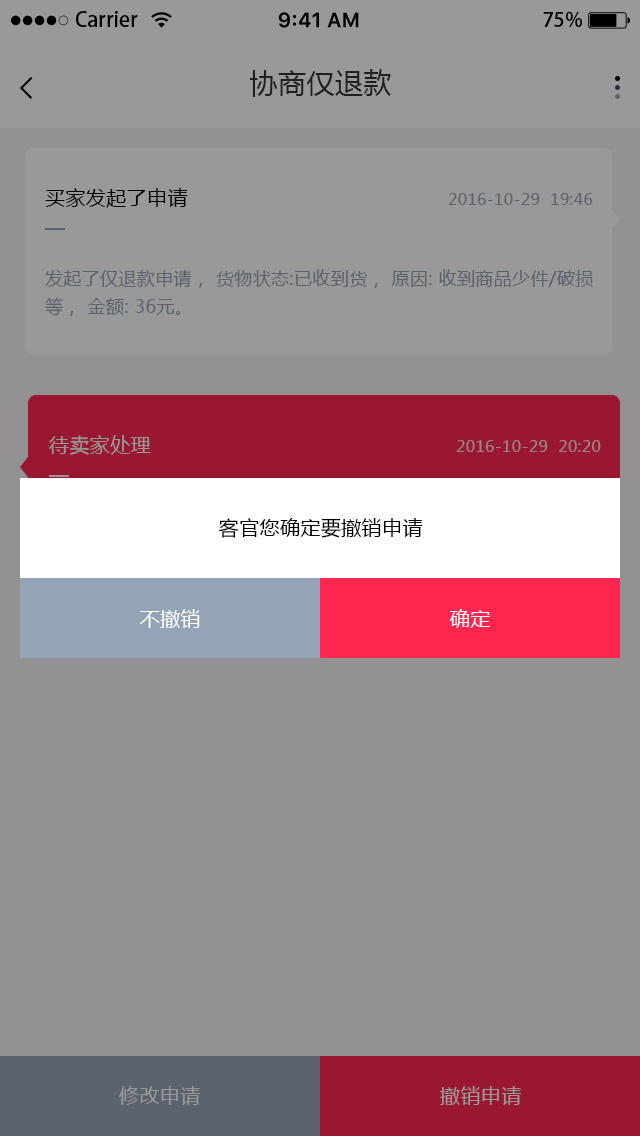 Carrier 9:41 AM 75%
协商仅退款
买家发起了申请 2016-10-29 19:46
发起了仅退款申请，货物状态:已收到货，原因: 收到商品少件/破损
等，金额: 36元。
待卖家处理 2016-10-29 20:20
客官您确定要撤销申请
不撤销 确定
修改申请 撤销申请